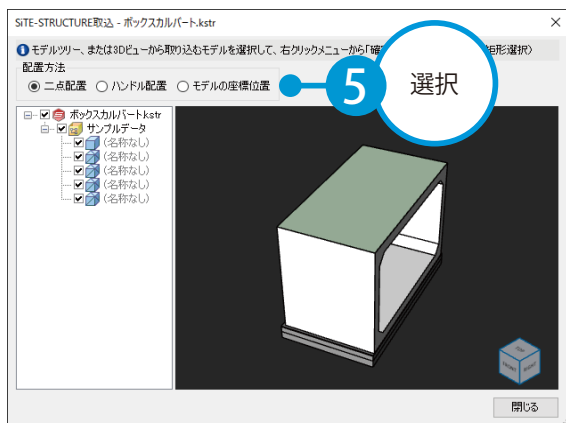 SiTE-STRUCTURE取込 - ボックスカルバート.kstr
モデルツリー、または3Dビューから取り込むモデルを選択して、右クリックメニューから「確
矩形選択)
配置方法
二点配置 ハンドル配置 モデルの座標位置
5 選択
ボックスカルバート.kstr
サンプルデータ
(名称なし)
(名称なし)
(名称なし)
(名称なし)
(名称なし)
TOP
FRONT RIGHT
閉じる